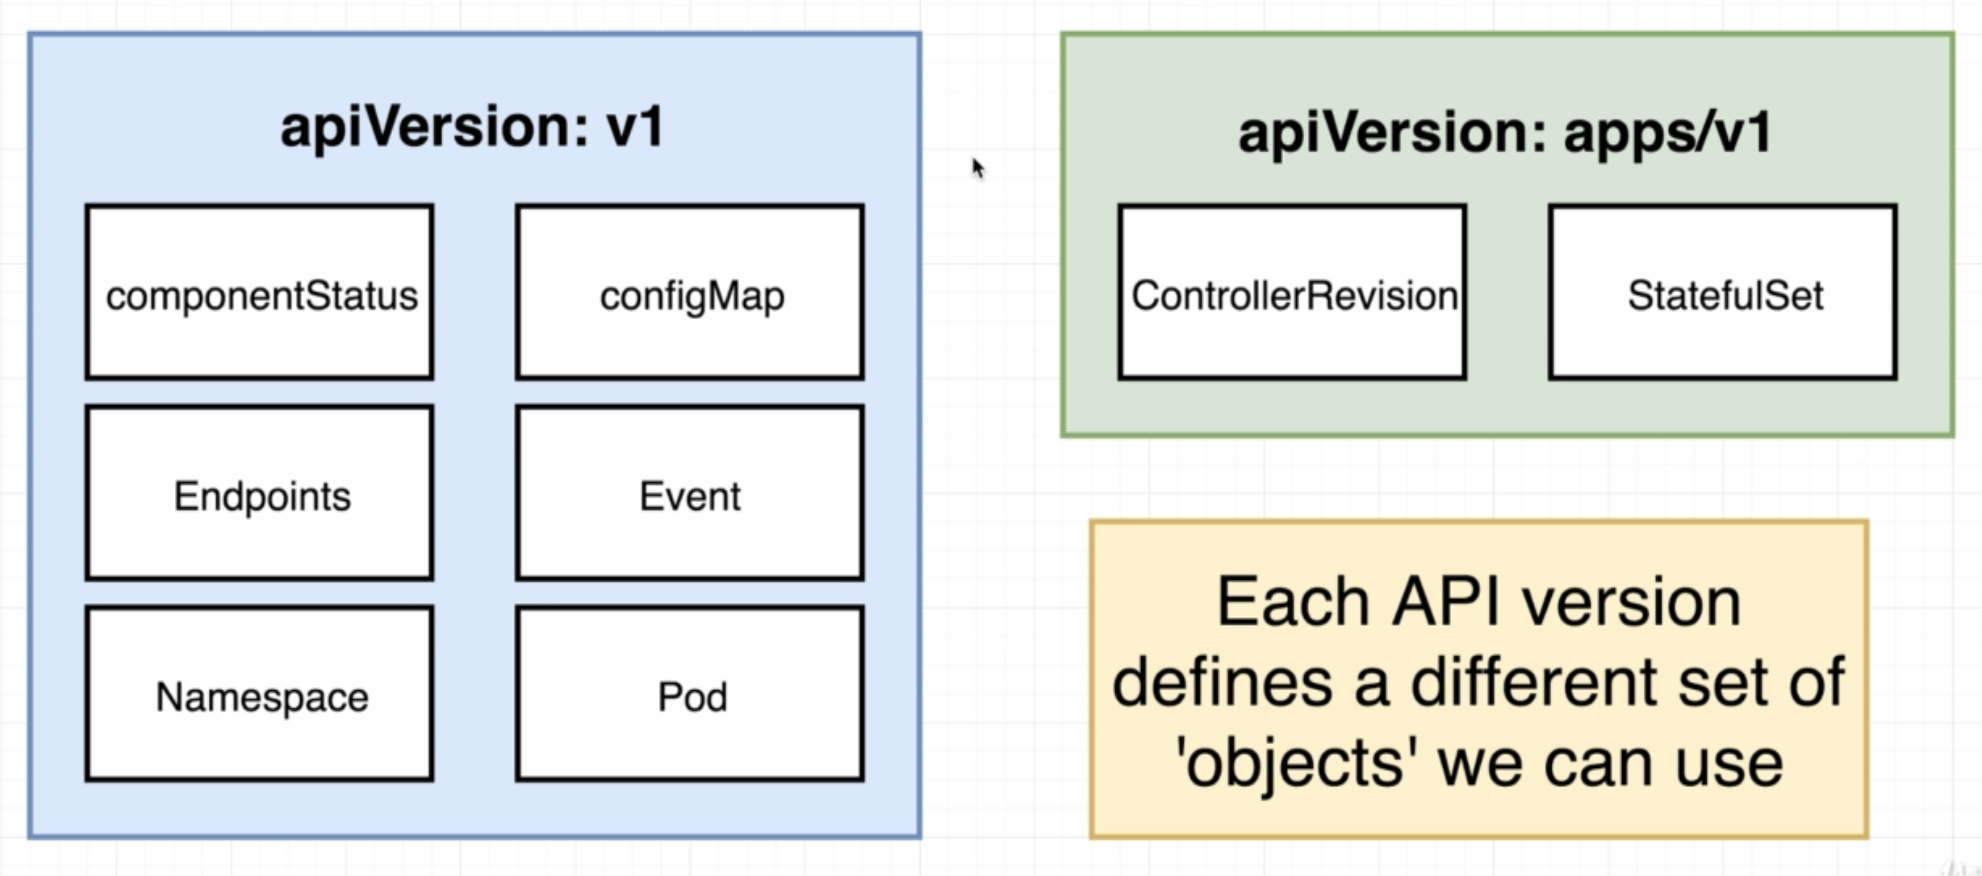 apiVersion: v1
componentStatus
configMap
Endpoints
Event
Namespace
Pod
apiVersion: apps/v1
ControllerRevision
StatefulSet
Each API version
defines a different set of
'objects' we can use